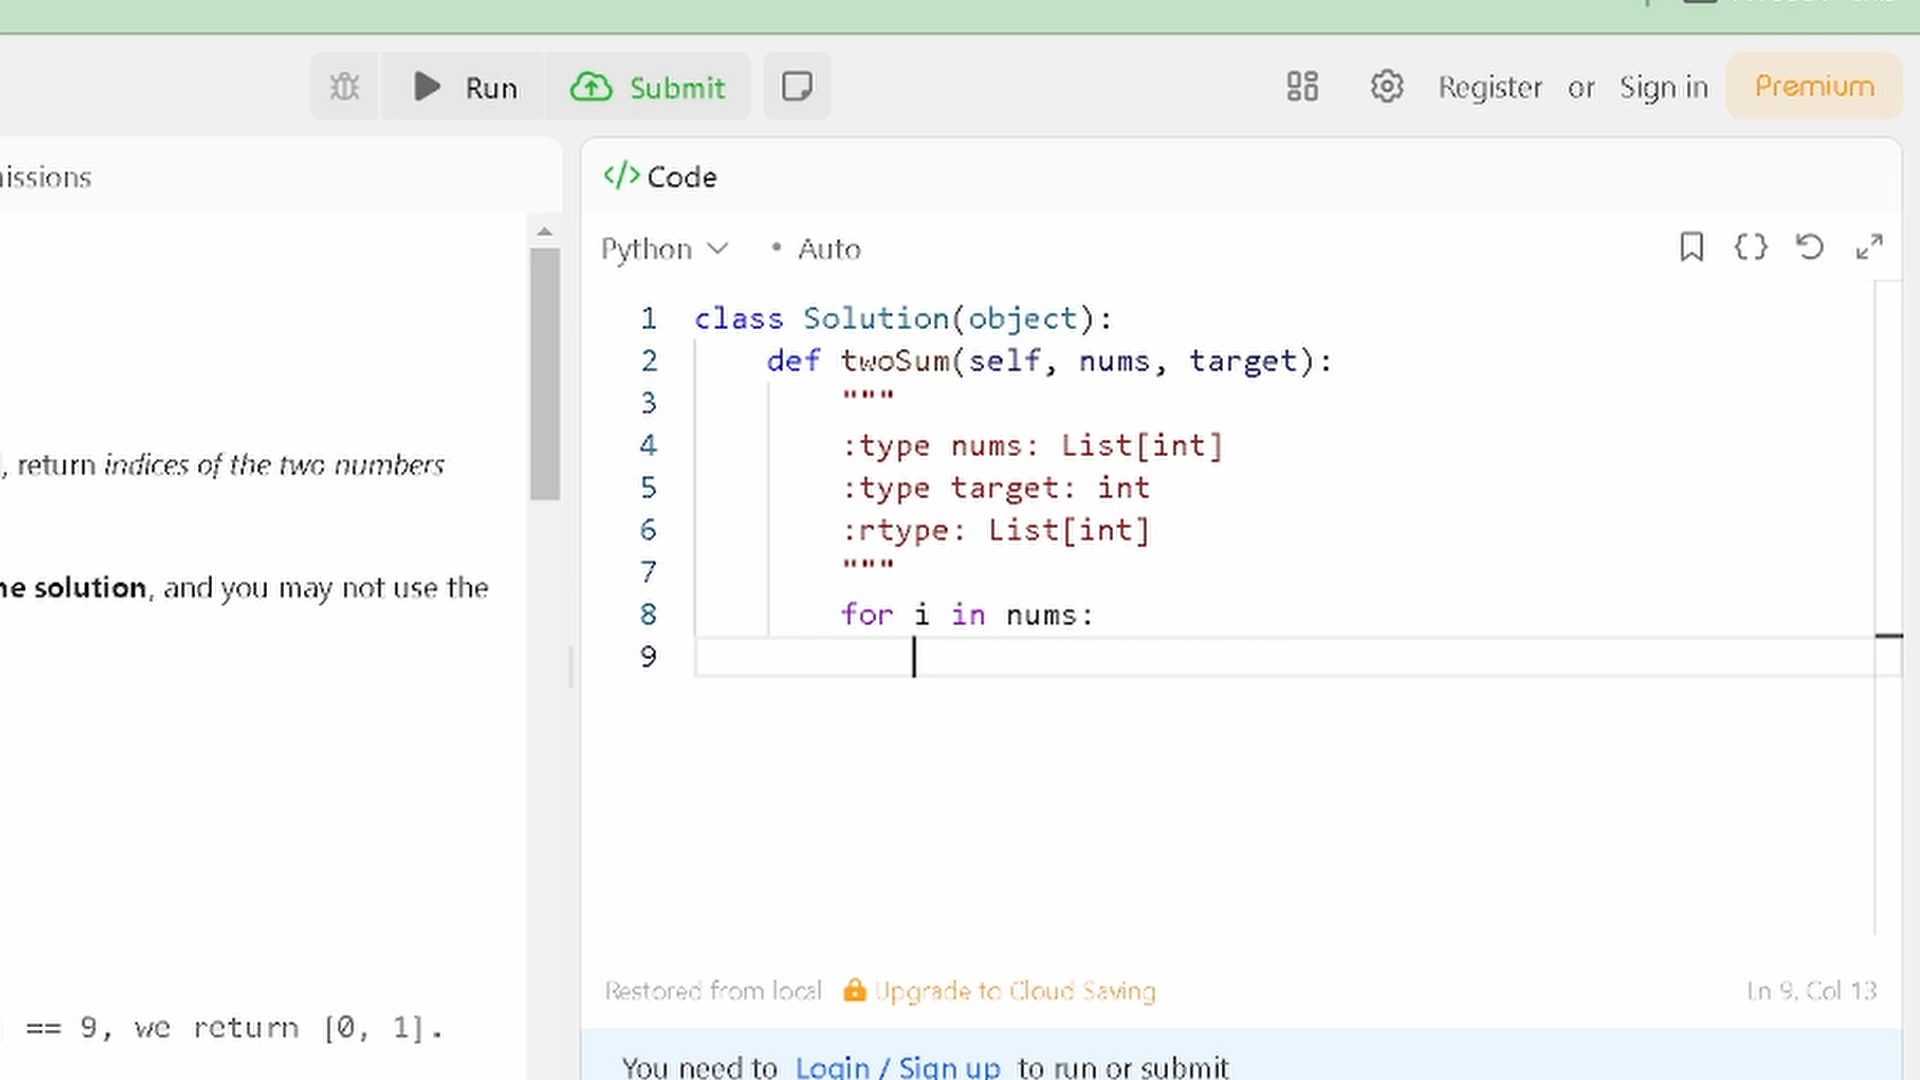 Run
Submit
Register or Sign in
Premium
issions
, return indices of the two numbers
ne solution, and you may not use the
== 9, we return [0, 1].
Code
Python • Auto
1 class Solution(object):
2 def twoSum(self, nums, target):
3 """
4 :type nums: List[int]
5 :type target: int
6 :rtype: List[int]
7 """
8 for i in nums:
9
Restored from local Upgrade to Cloud Saving
Ln 9, Col 13
You need to Login / Sign up to run or submit